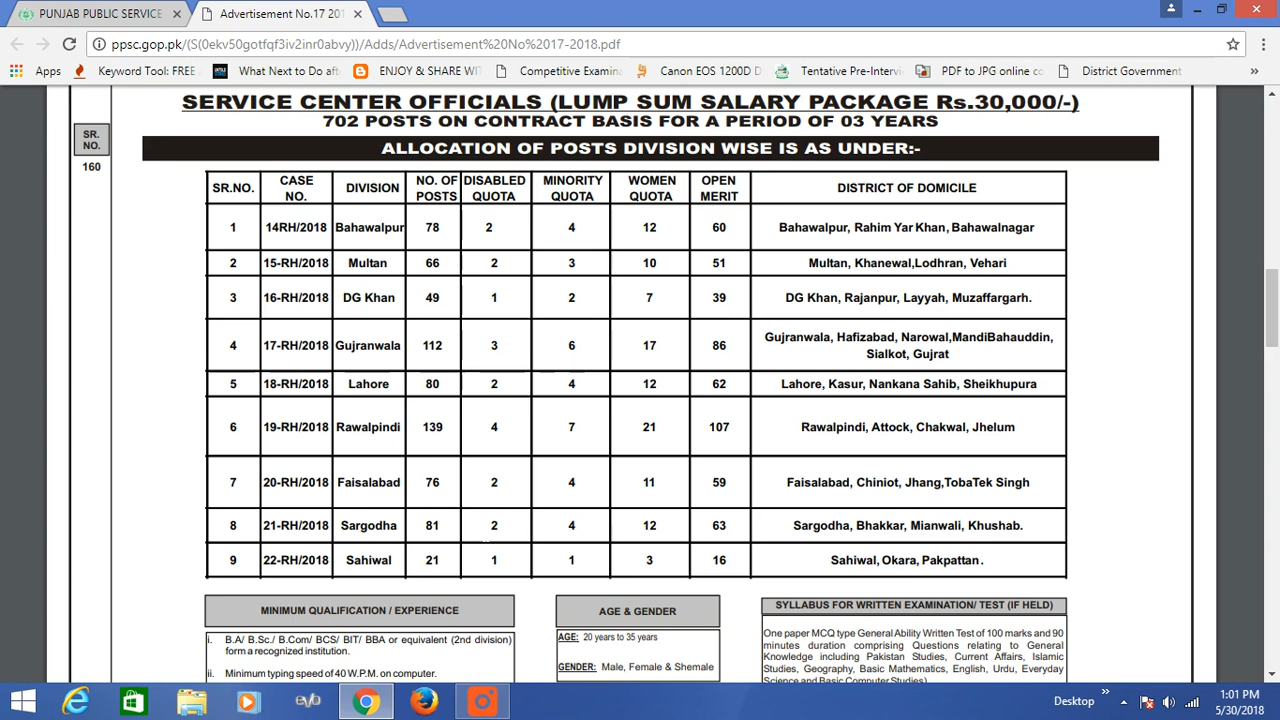 PUNJAB PUBLIC SERVICE
Advertisement No.17 201
ppsc.gop.pk/(S(0ekv50gotfqf3iv2inr0abvy))/Adds/Advertisement%20No%2017-2018.pdf
Apps Keyword Tool: FREE What Next to Do aft ENJOY & SHARE WIT Competitive Examina Canon EOS 1200D D Tentative Pre-Intervi PDF to JPG online co District Government »
SERVICE CENTER OFFICIALS (LUMP SUM SALARY PACKAGE Rs.30,000/-)
702 POSTS ON CONTRACT BASIS FOR A PERIOD OF 03 YEARS
SR. NO.
160
ALLOCATION OF POSTS DIVISION WISE IS AS UNDER:-
SR.NO. CASE NO. DIVISION NO. OF POSTS DISABLED QUOTA MINORITY QUOTA WOMEN QUOTA OPEN MERIT DISTRICT OF DOMICILE
1 14RH/2018 Bahawalpur 78 2 4 12 60 Bahawalpur, Rahim Yar Khan, Bahawalnagar
2 15-RH/2018 Multan 66 2 3 10 51 Multan, Khanewal,Lodhran, Vehari
3 16-RH/2018 DG Khan 49 1 2 7 39 DG Khan, Rajanpur, Layyah, Muzaffargarh.
4 17-RH/2018 Gujranwala 112 3 6 17 86 Gujranwala, Hafizabad, Narowal,MandiBahauddin,
Sialkot, Gujrat
5 18-RH/2018 Lahore 80 2 4 12 62 Lahore, Kasur, Nankana Sahib, Sheikhupura
6 19-RH/2018 Rawalpindi 139 4 7 21 107 Rawalpindi, Attock, Chakwal, Jhelum
7 20-RH/2018 Faisalabad 76 2 4 11 59 Faisalabad, Chiniot, Jhang,TobaTek Singh
8 21-RH/2018 Sargodha 81 2 4 12 63 Sargodha, Bhakkar, Mianwali, Khushab.
9 22-RH/2018 Sahiwal 21 1 1 3 16 Sahiwal, Okara, Pakpattan.
MINIMUM QUALIFICATION / EXPERIENCE
i. B.A/ B.Sc./ B.Com/ BCS/ BIT/ BBA or equivalent (2nd division)
form a recognized institution.
ii. Minimum typing speed of 40 W.P.M. on computer.
AGE & GENDER
AGE: 20 years to 35 years
GENDER: Male, Female & Shemale
SYLLABUS FOR WRITTEN EXAMINATION/ TEST (IF HELD)
One paper MCQ type General Ability Written Test of 100 marks and 90
minutes duration comprising Questions relating to General
Knowledge including Pakistan Studies, Current Affairs, Islamic
Studies, Geography, Basic Mathematics, English, Urdu, Everyday
Science and Basic Computer Studies)
e/o
Desktop »
1:01 PM
5/30/2018